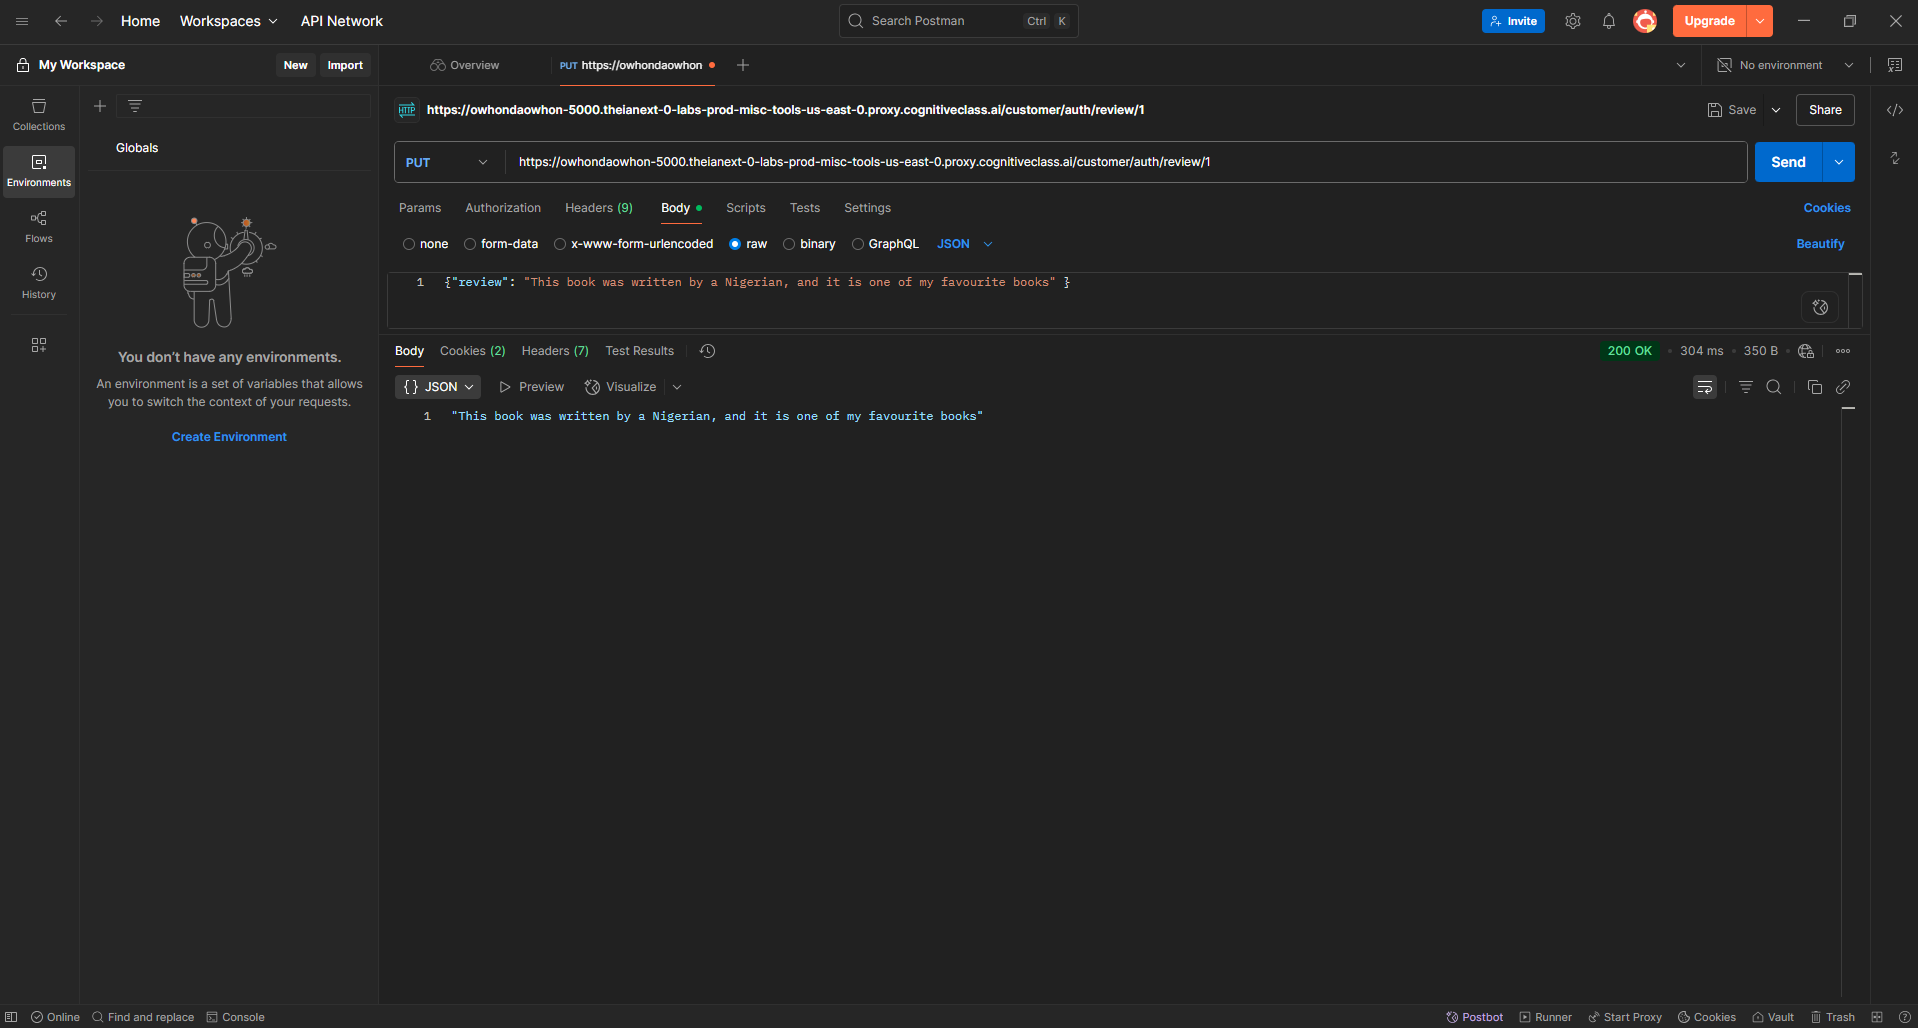 Home Workspaces API Network Search Postman Ctrl K Invite Upgrade
My Workspace New Import Overview PUT https://owhondaowhon No environment
Collections
Environments
Flows
History
Globals
You don't have any environments.
An environment is a set of variables that allows
you to switch the context of your requests.
Create Environment
HTTP https://owhondaowhon-5000.theianext-0-labs-prod-misc-tools-us-east-0.proxy.cognitiveclass.ai/customer/auth/review/1 Save Share
PUT https://owhondaowhon-5000.theianext-0-labs-prod-misc-tools-us-east-0.proxy.cognitiveclass.ai/customer/auth/review/1 Send
Params Authorization Headers (9) Body Scripts Tests Settings Cookies
none form-data x-www-form-urlencoded raw binary GraphQL JSON Beautify
1 {"review": "This book was written by a Nigerian, and it is one of my favourite books" }
Body Cookies (2) Headers (7) Test Results 200 OK 304 ms 350 B
{} JSON Preview Visualize
1 "This book was written by a Nigerian, and it is one of my favourite books"
Online Find and replace Console Postbot Runner Start Proxy Cookies Vault Trash